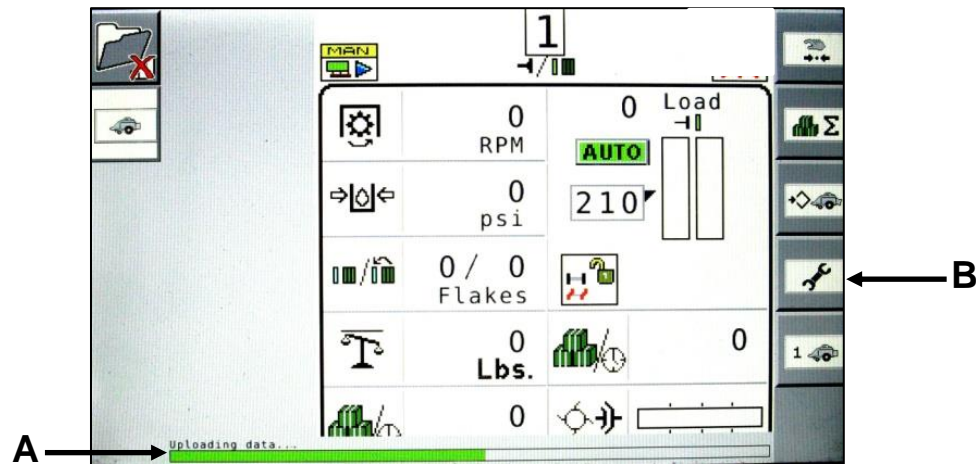 1
MAN
0
RPM
0
Load
AUTO
0
psi
210
0 / 0
Flakes
0
Lbs.
0
1
0
Uploading data...
A
B